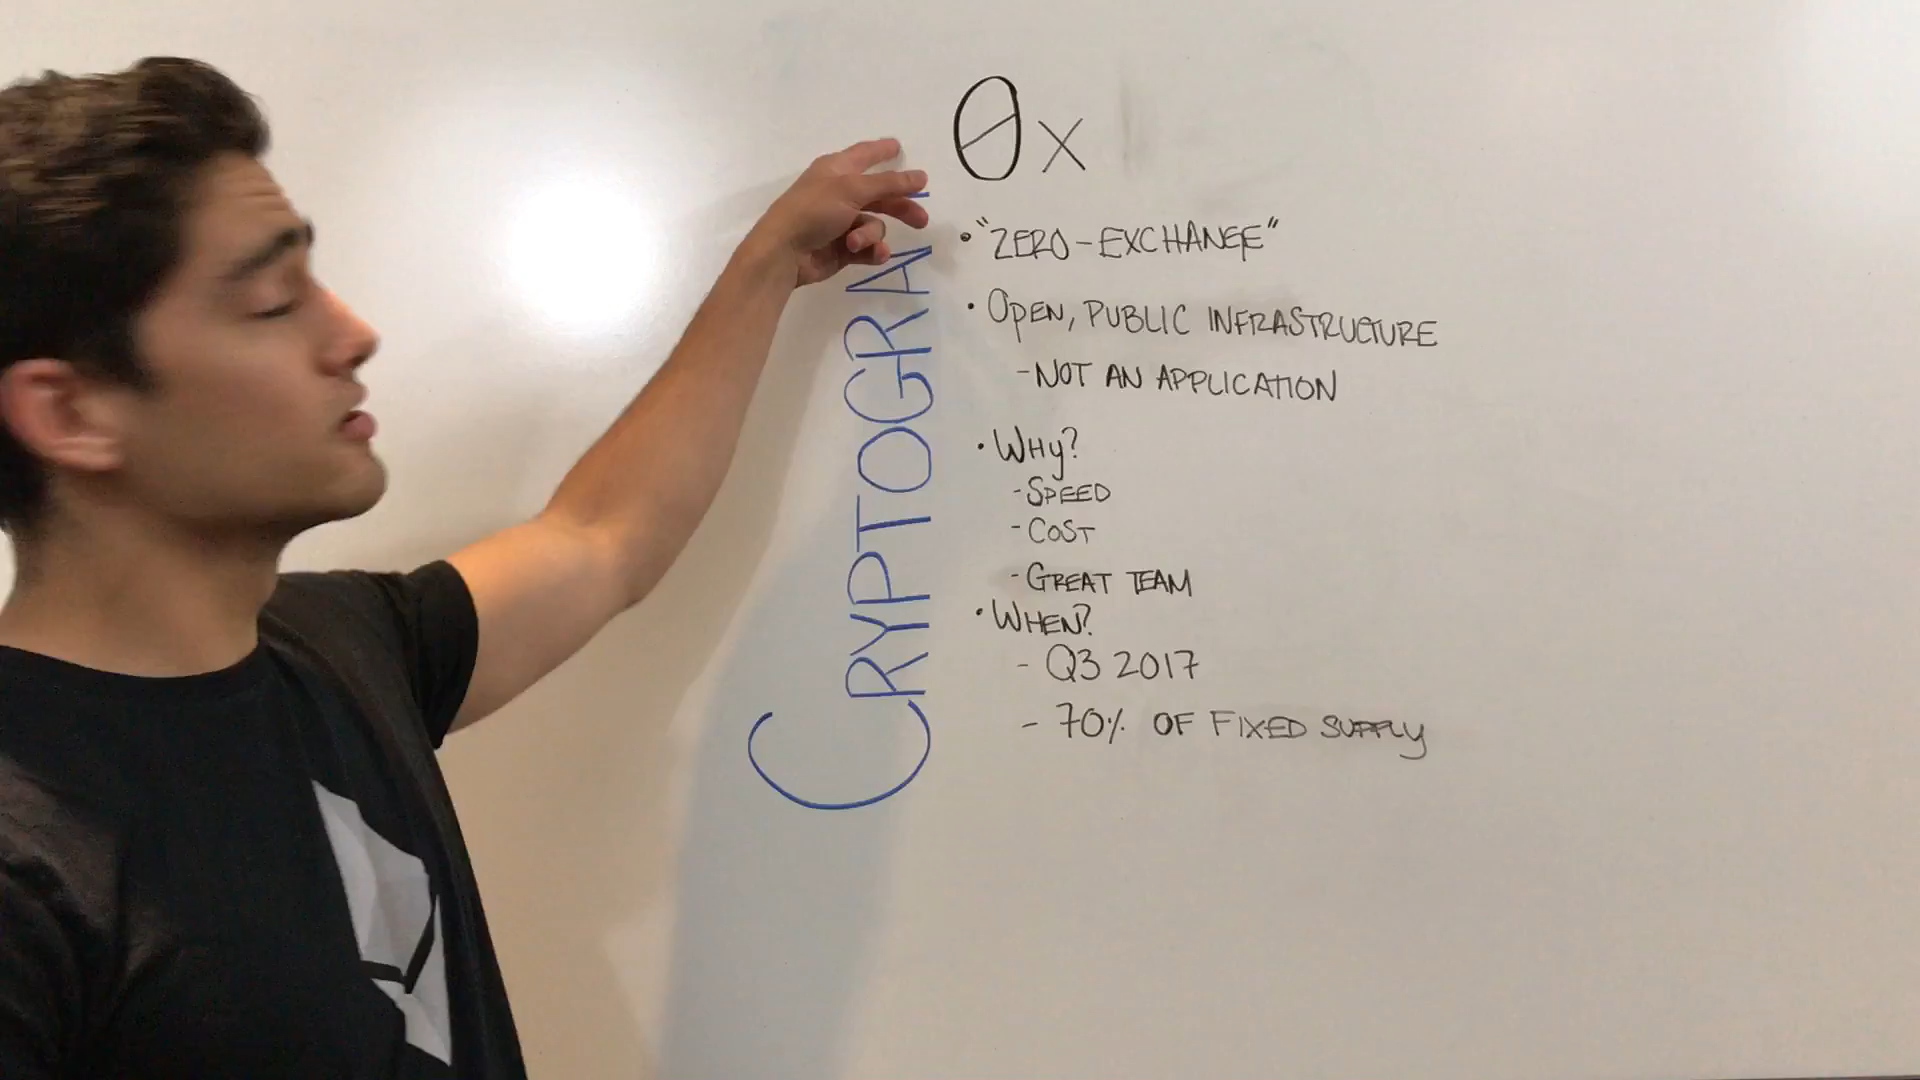 0x
• "ZERO-EXCHANGE"
• OPEN, PUBLIC INFRASTRUCTURE
- NOT AN APPLICATION
• WHY?
- SPEED
- COST
- GREAT TEAM
• WHEN?
- Q3 2017
- 70% OF FIXED SUPPLY